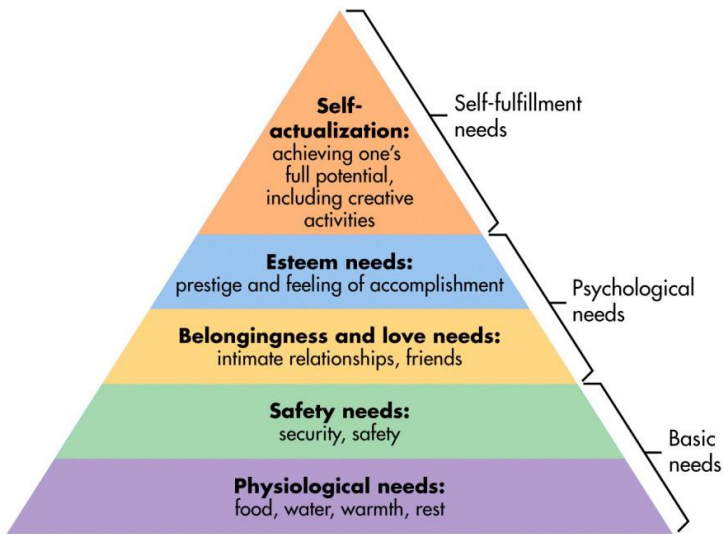 Self-
actualization:
achieving one's
full potential,
including creative
activities
Self-fulfillment
needs
Esteem needs:
prestige and feeling of accomplishment
Psychological
needs
Belongingness and love needs:
intimate relationships, friends
Safety needs:
security, safety
Basic
needs
Physiological needs:
food, water, warmth, rest